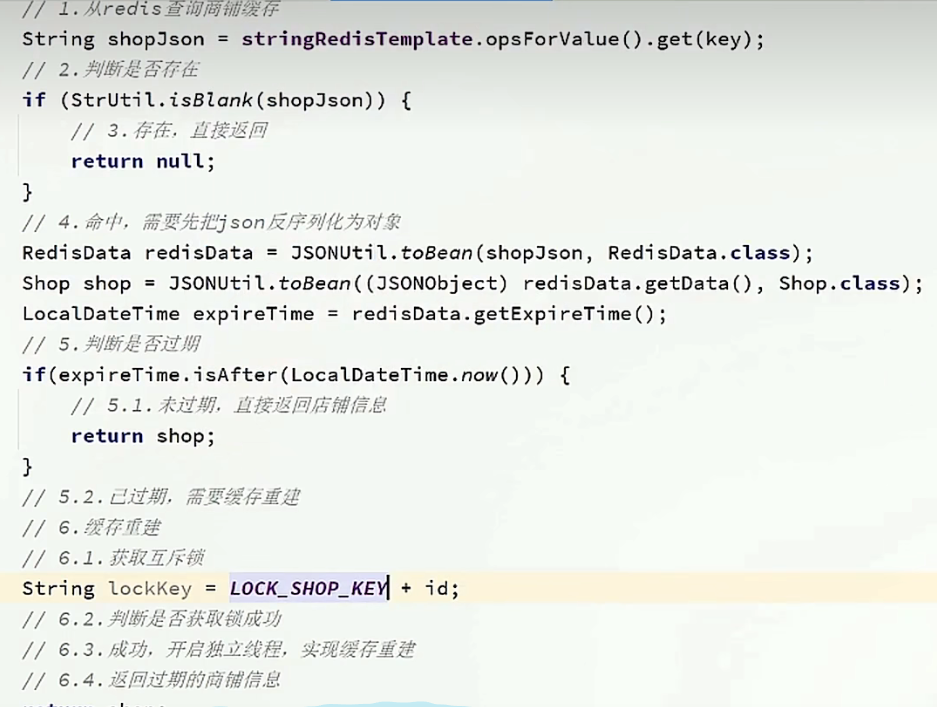 // 1.从redis查询商铺缓存
String shopJson = stringRedisTemplate.opsForValue().get(key);
// 2.判断是否存在
if (StrUtil.isBlank(shopJson)) {
// 3.存在，直接返回
return null;
}
// 4.命中，需要先把json反序列化为对象
RedisData redisData = JSONUtil.toBean(shopJson, RedisData.class);
Shop shop = JSONUtil.toBean((JSONObject) redisData.getData(), Shop.class);
LocalDateTime expireTime = redisData.getExpireTime();
// 5.判断是否过期
if(expireTime.isAfter(LocalDateTime.now())) {
// 5.1.未过期，直接返回店铺信息
return shop;
}
// 5.2.已过期，需要缓存重建
// 6.缓存重建
// 6.1.获取互斥锁
String lockKey = LOCK_SHOP_KEY + id;
// 6.2.判断是否获取锁成功
// 6.3.成功，开启独立线程，实现缓存重建
// 6.4.返回过期的商铺信息